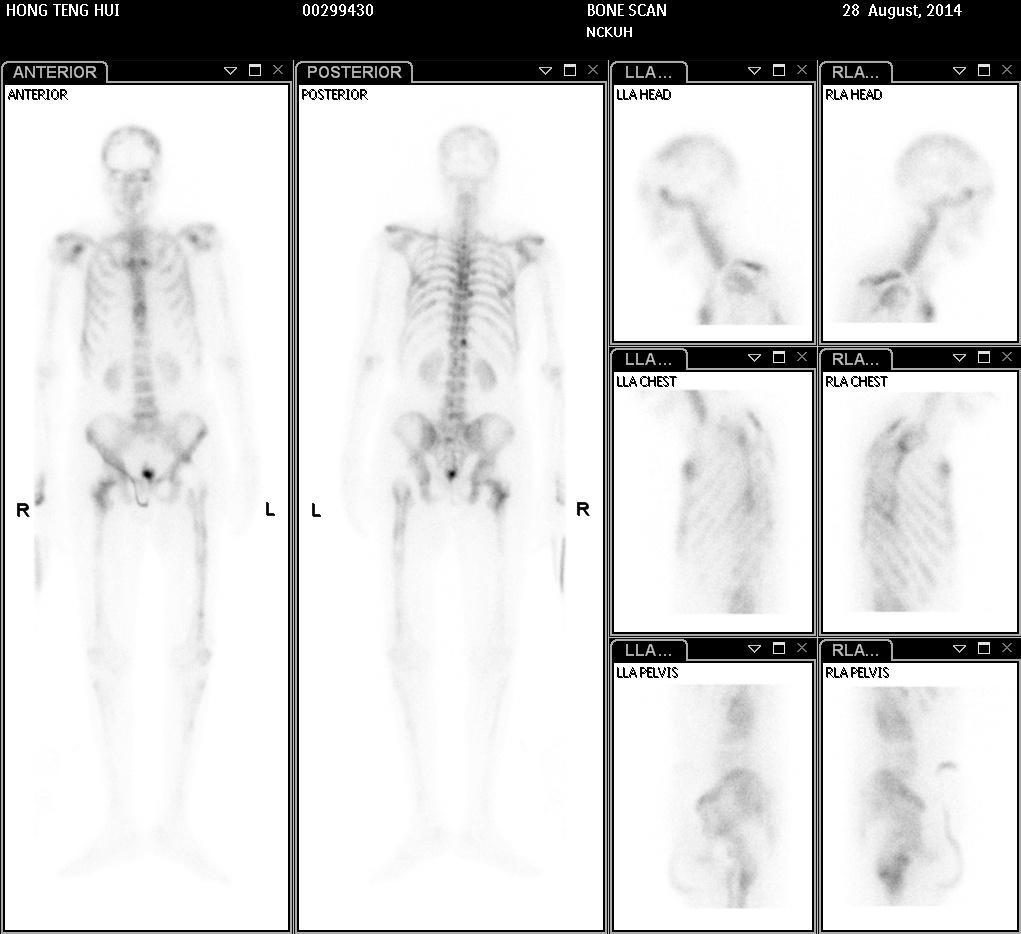 HONG TENG HUI 00299430 BONE SCAN 28 August, 2014
NCKUH
ANTERIOR POSTERIOR LLA... RLA...
ANTERIOR POSTERIOR LLA HEAD RLA HEAD
LLA... RLA...
LLA CHEST RLA CHEST
R L L R
LLA... RLA...
LLA PELVIS RLA PELVIS